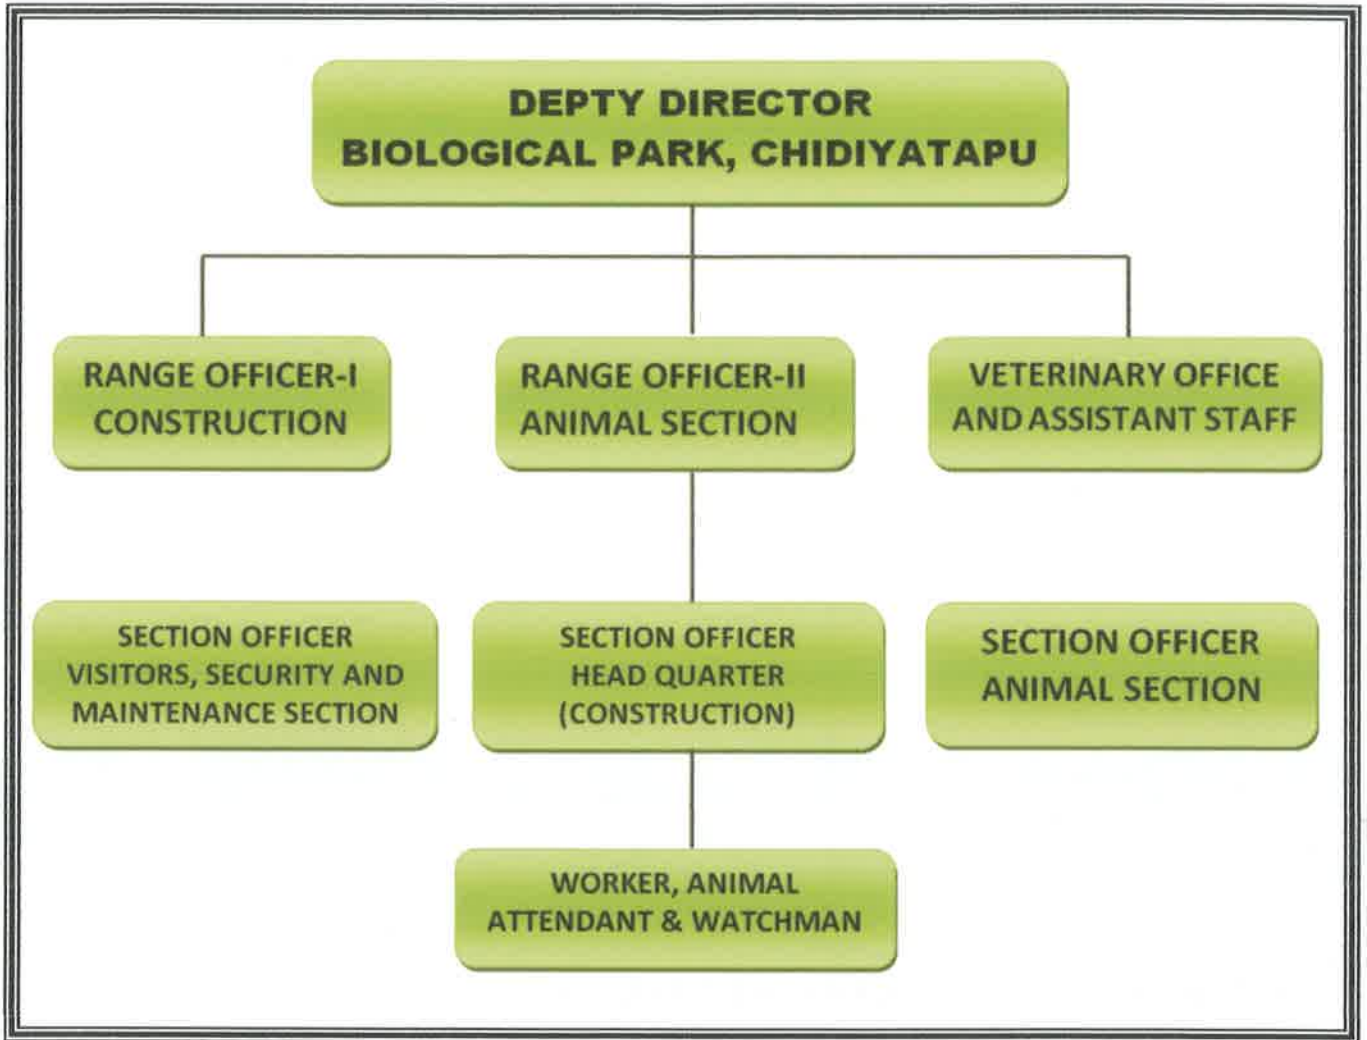 DEPTY DIRECTOR
BIOLOGICAL PARK, CHIDIYATAPU
RANGE OFFICER-I
CONSTRUCTION
RANGE OFFICER-II
ANIMAL SECTION
VETERINARY OFFICE
AND ASSISTANT STAFF
SECTION OFFICER
VISITORS, SECURITY AND
MAINTENANCE SECTION
SECTION OFFICER
HEAD QUARTER
(CONSTRUCTION)
SECTION OFFICER
ANIMAL SECTION
WORKER, ANIMAL
ATTENDANT & WATCHMAN